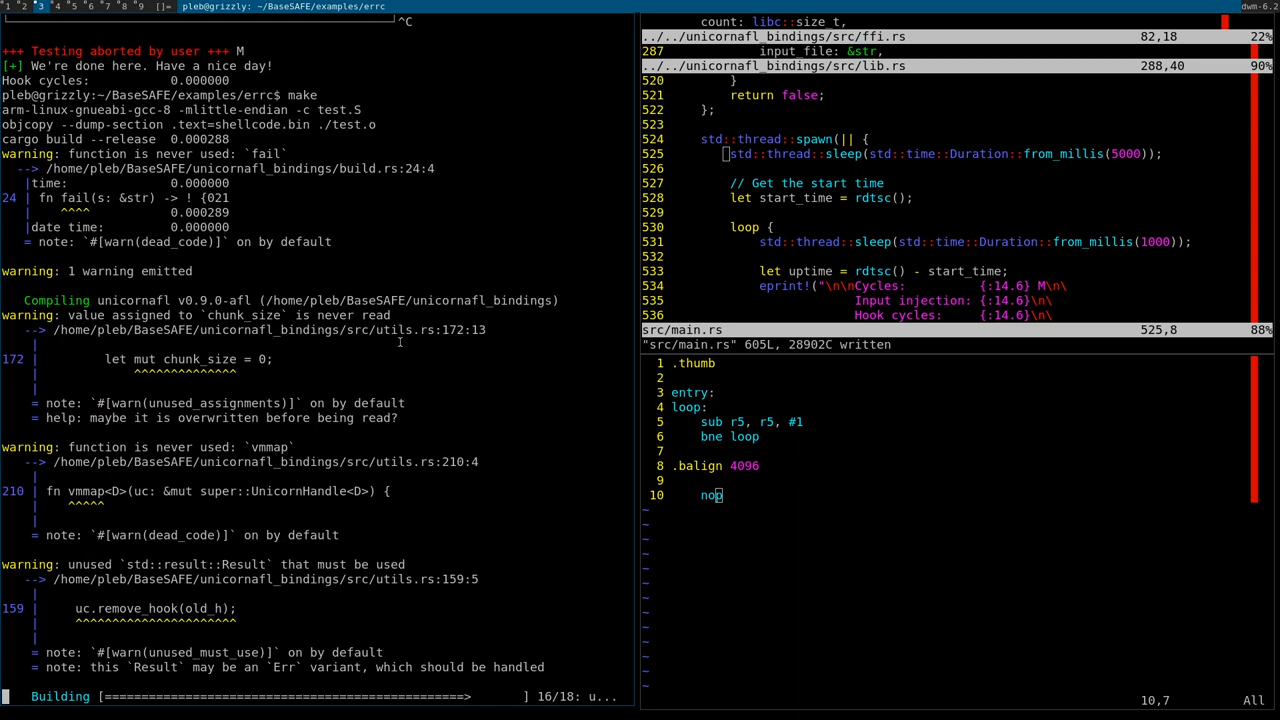 1 2 3 4 5 6 7 8 9 []= pleb@grizzly: ~/BaseSAFE/examples/errc dwm-6.2
^C
+++ Testing aborted by user +++ M
[+] We're done here. Have a nice day!
Hook cycles: 0.000000
pleb@grizzly:~/BaseSAFE/examples/errc$ make
arm-linux-gnueabi-gcc-8 -mlittle-endian -c test.S
objcopy --dump-section .text=shellcode.bin ./test.o
cargo build --release 0.000288
warning: function is never used: `fail`
--> /home/pleb/BaseSAFE/unicornafl_bindings/build.rs:24:4
|time: 0.000000
24 | fn fail(s: &str) -> ! {021
| ^^^^ 0.000289
|date time: 0.000000
= note: `#[warn(dead_code)]` on by default
warning: 1 warning emitted
Compiling unicornafl v0.9.0-afl (/home/pleb/BaseSAFE/unicornafl_bindings)
warning: value assigned to `chunk_size` is never read
--> /home/pleb/BaseSAFE/unicornafl_bindings/src/utils.rs:172:13
|
172 | let mut chunk_size = 0;
| ^^^^^^^^^^^^^^
|
= note: `#[warn(unused_assignments)]` on by default
= help: maybe it is overwritten before being read?
warning: function is never used: `vmmap`
--> /home/pleb/BaseSAFE/unicornafl_bindings/src/utils.rs:210:4
|
210 | fn vmmap<D>(uc: &mut super::UnicornHandle<D>) {
| ^^^^^
|
= note: `#[warn(dead_code)]` on by default
warning: unused `std::result::Result` that must be used
--> /home/pleb/BaseSAFE/unicornafl_bindings/src/utils.rs:159:5
|
159 | uc.remove_hook(old_h);
| ^^^^^^^^^^^^^^^^^^^^^^
|
= note: `#[warn(unused_must_use)]` on by default
= note: this `Result` may be an `Err` variant, which should be handled
Building [=================================================> ] 16/18: u...
count: libc::size_t,
../../unicornafl_bindings/src/ffi.rs 82,18 22%
287 input_file: &str,
../../unicornafl_bindings/src/lib.rs 288,40 90%
520 }
521 return false;
522 };
523
524 std::thread::spawn(|| {
525 std::thread::sleep(std::time::Duration::from_millis(5000));
526
527 // Get the start time
528 let start_time = rdtsc();
529
530 loop {
531 std::thread::sleep(std::time::Duration::from_millis(1000));
532
533 let uptime = rdtsc() - start_time;
534 eprint!("\n\nCycles: {:14.6} M\n\
535 Input injection: {:14.6}\n\
536 Hook cycles: {:14.6}\n\
src/main.rs 525,8 88%
"src/main.rs" 605L, 28902C written
1 .thumb
2
3 entry:
4 loop:
5 sub r5, r5, #1
6 bne loop
7
8 .balign 4096
9
10 nop
~
~
~
~
~
~
~
~
~
~
~
~
~
10,7 All